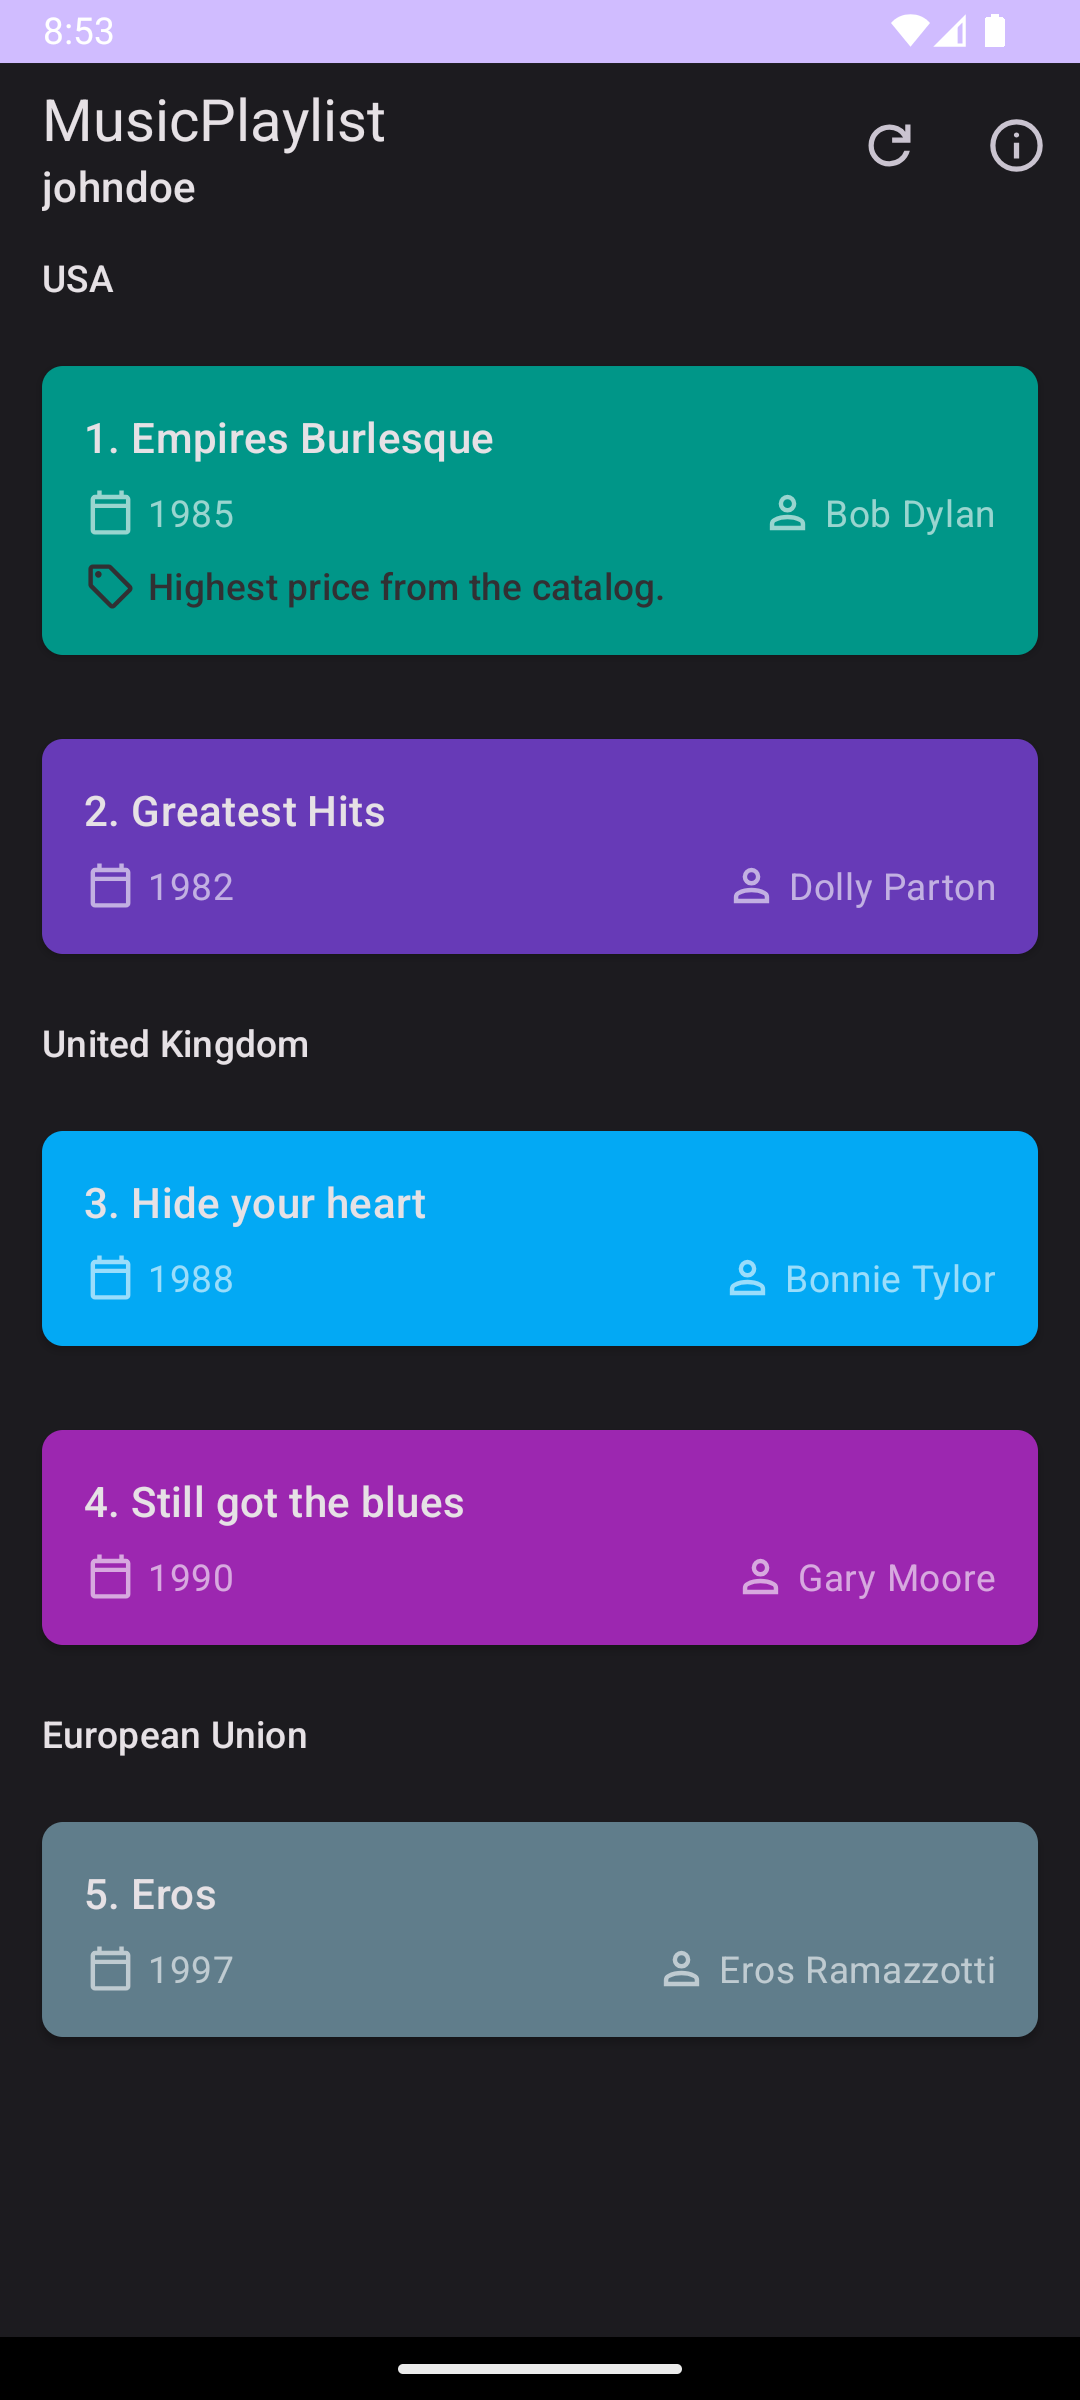 8:53
MusicPlaylist
johndoe
USA
1. Empires Burlesque
1985 Bob Dylan
Highest price from the catalog.
2. Greatest Hits
1982 Dolly Parton
United Kingdom
3. Hide your heart
1988 Bonnie Tylor
4. Still got the blues
1990 Gary Moore
European Union
5. Eros
1997 Eros Ramazzotti